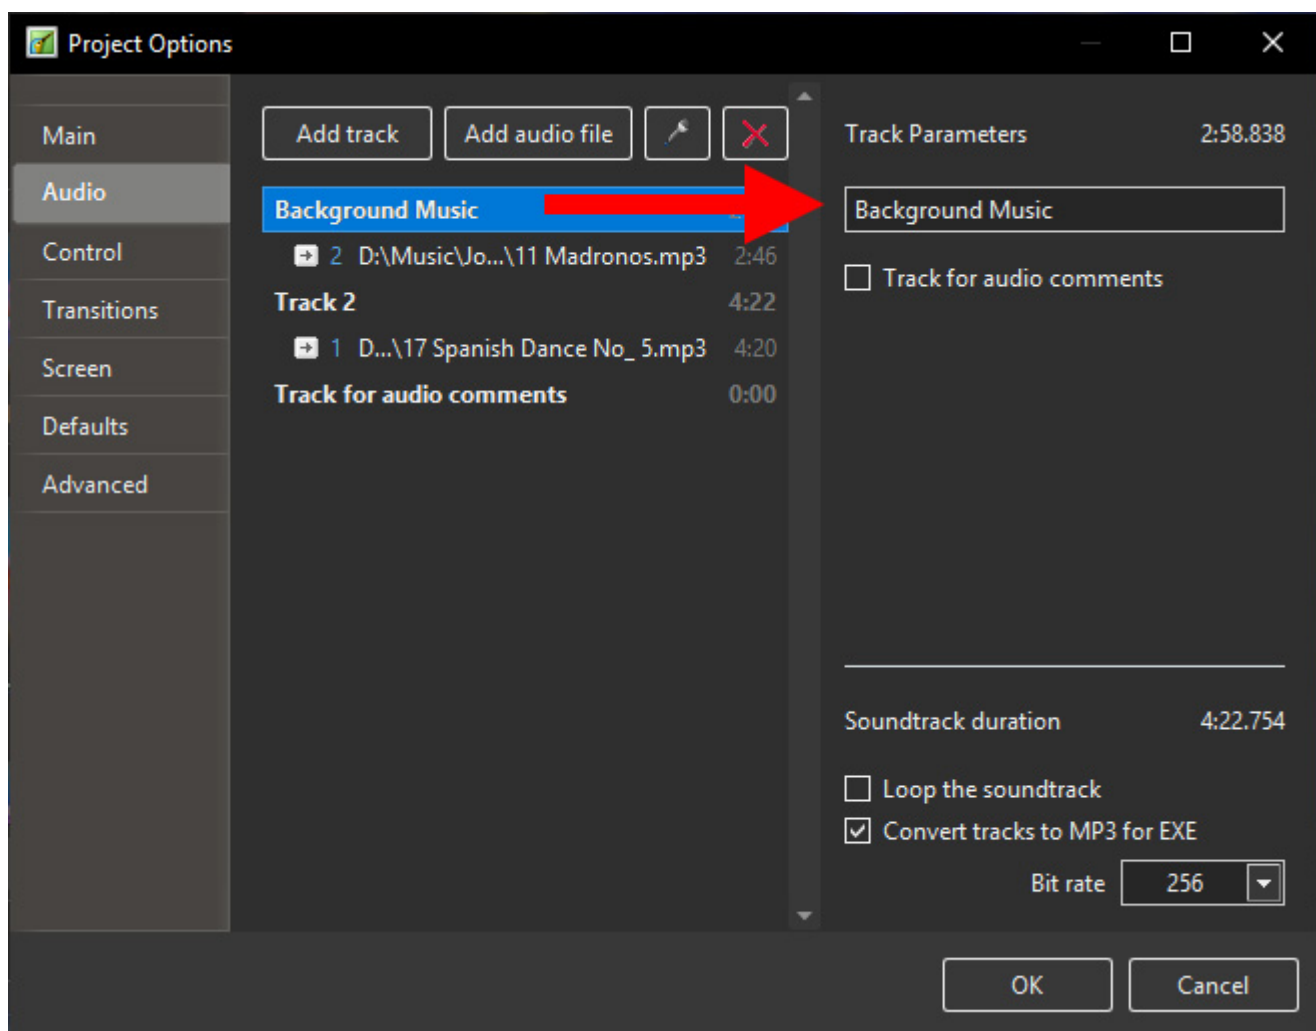 Project Options
Main
Audio
Control
Transitions
Screen
Defaults
Advanced
Add track
Add audio file
Background Music
2 D:\Music\Jo...\11 Madronos.mp3 2:46
Track 2 4:22
1 D...\17 Spanish Dance No_ 5.mp3 4:20
Track for audio comments 0:00
Track Parameters 2:58.838
Background Music
Track for audio comments
Soundtrack duration 4:22.754
Loop the soundtrack
Convert tracks to MP3 for EXE
Bit rate 256
OK
Cancel